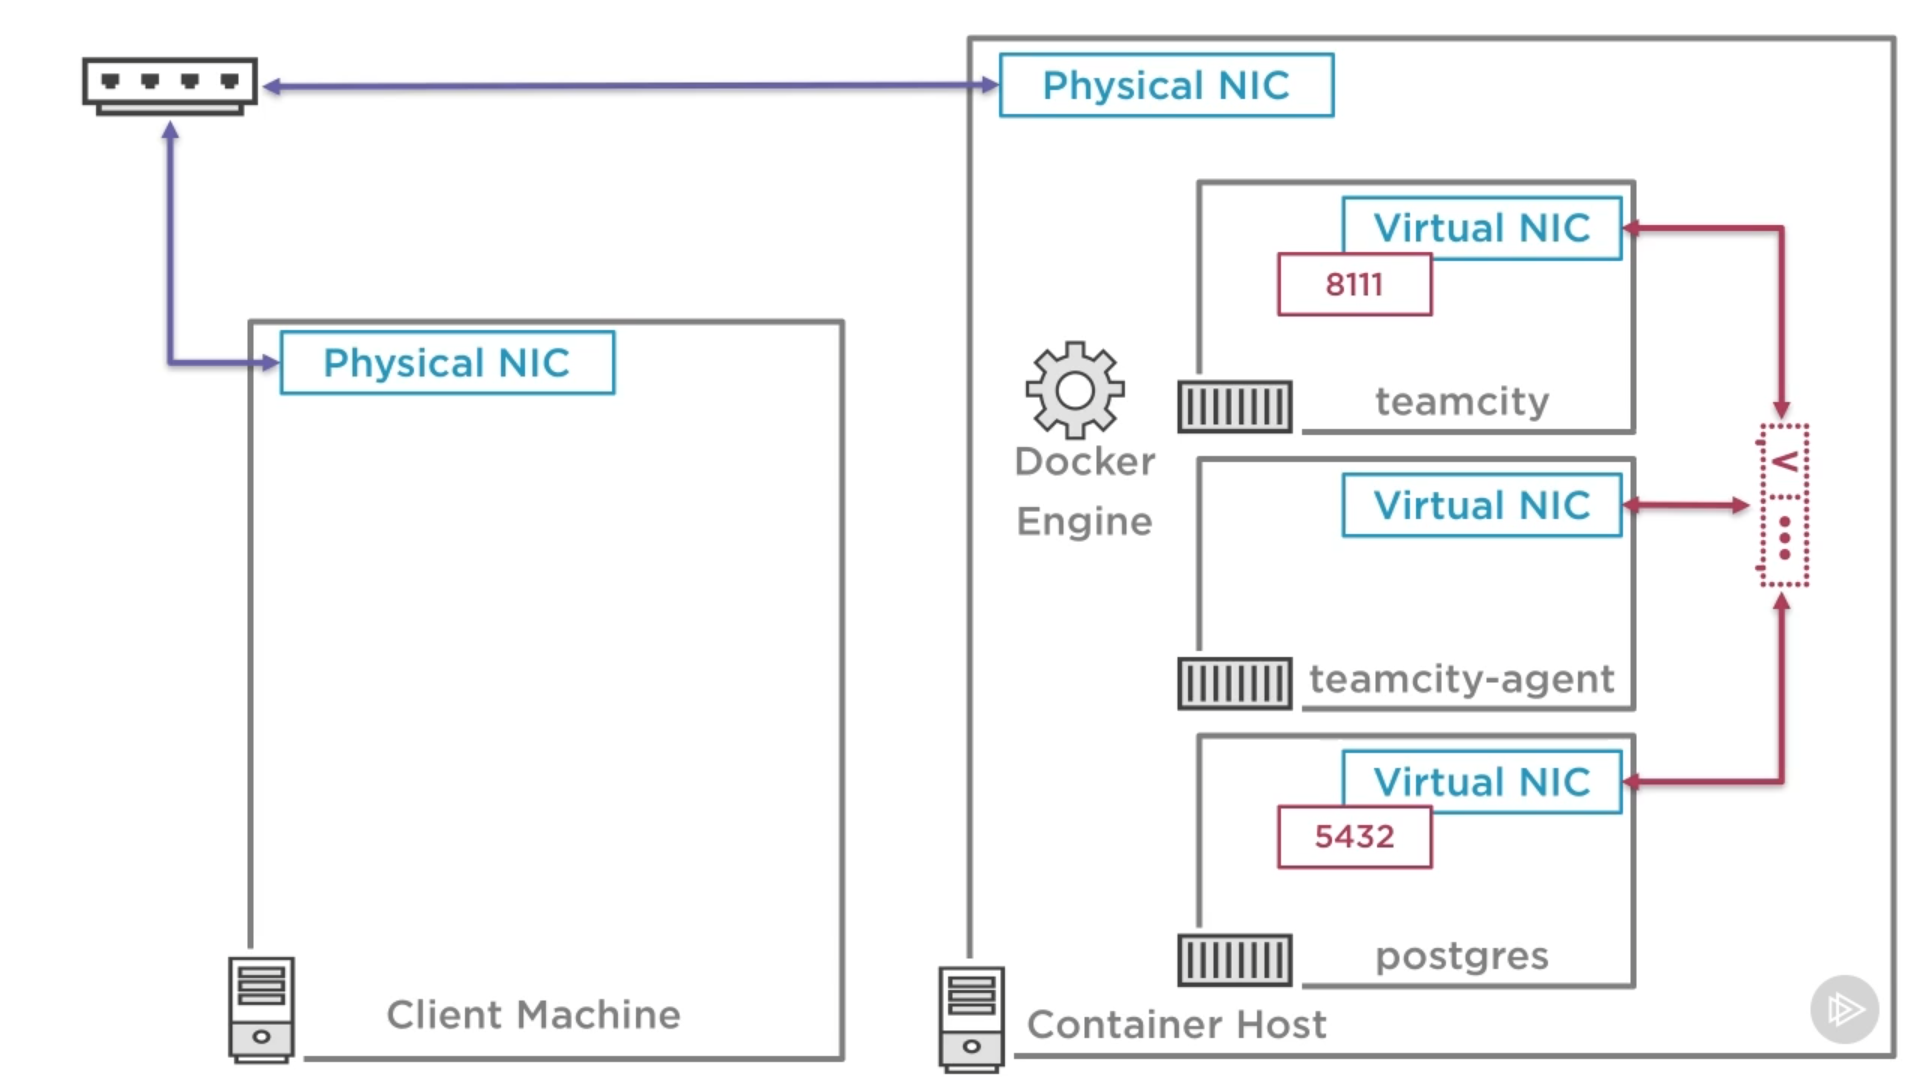 Physical NIC
Virtual NIC
8111
Physical NIC
teamcity
Docker
Engine
Virtual NIC
teamcity-agent
Virtual NIC
5432
postgres
Client Machine
Container Host